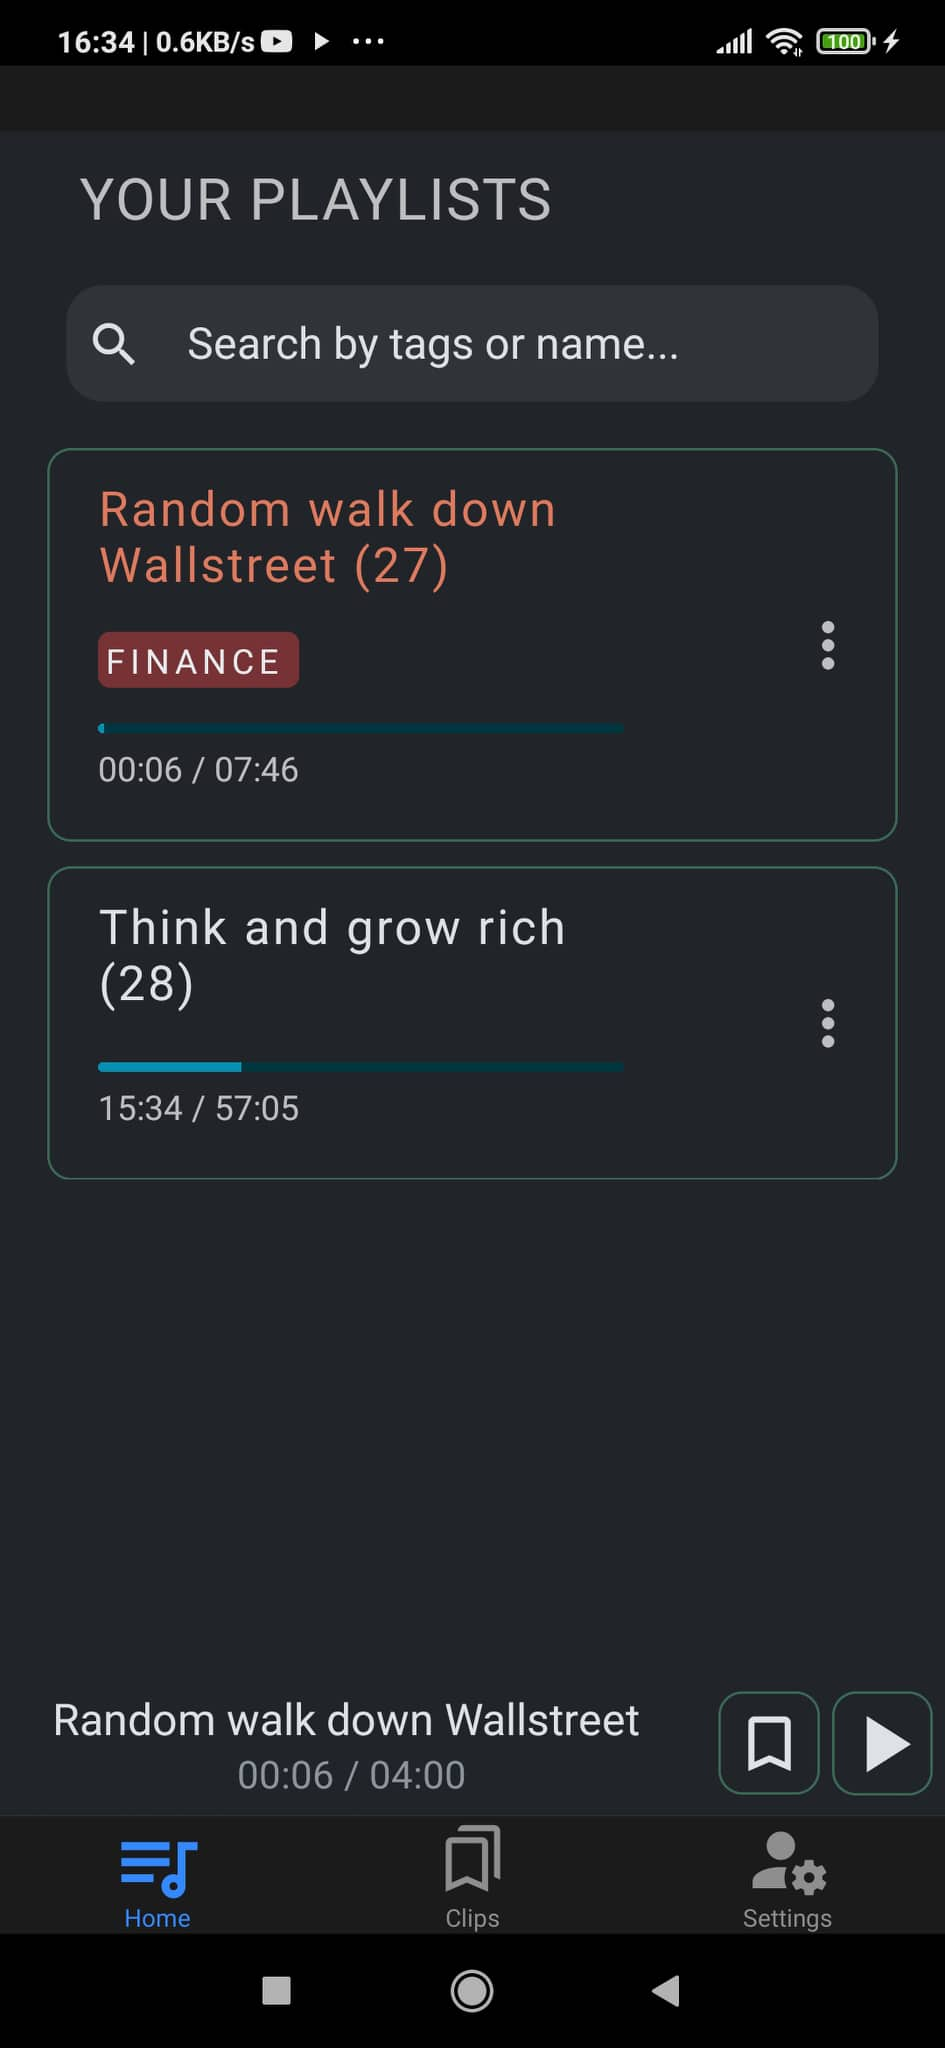 16:34 | 0.6KB/s
100
YOUR PLAYLISTS
Search by tags or name...
Random walk down
Wallstreet (27)
FINANCE
00:06 / 07:46
Think and grow rich
(28)
15:34 / 57:05
Random walk down Wallstreet
00:06 / 04:00
Home
Clips
Settings